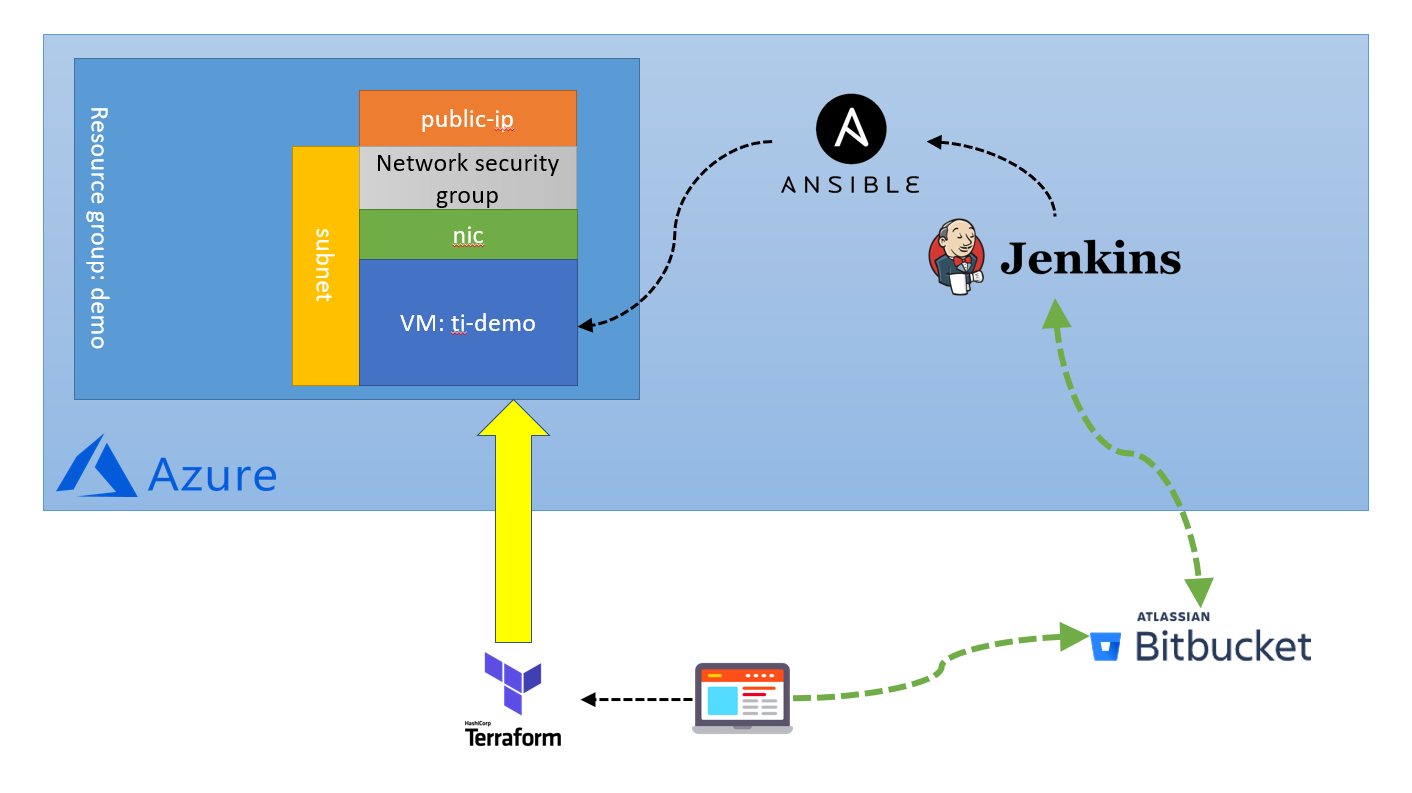 Resource group: demo
public-ip
Network security
group
subnet
nic
VM: ti-demo
ANSIBLE
Jenkins
Azure
ATLASSIAN
Bitbucket
HashiCorp
Terraform